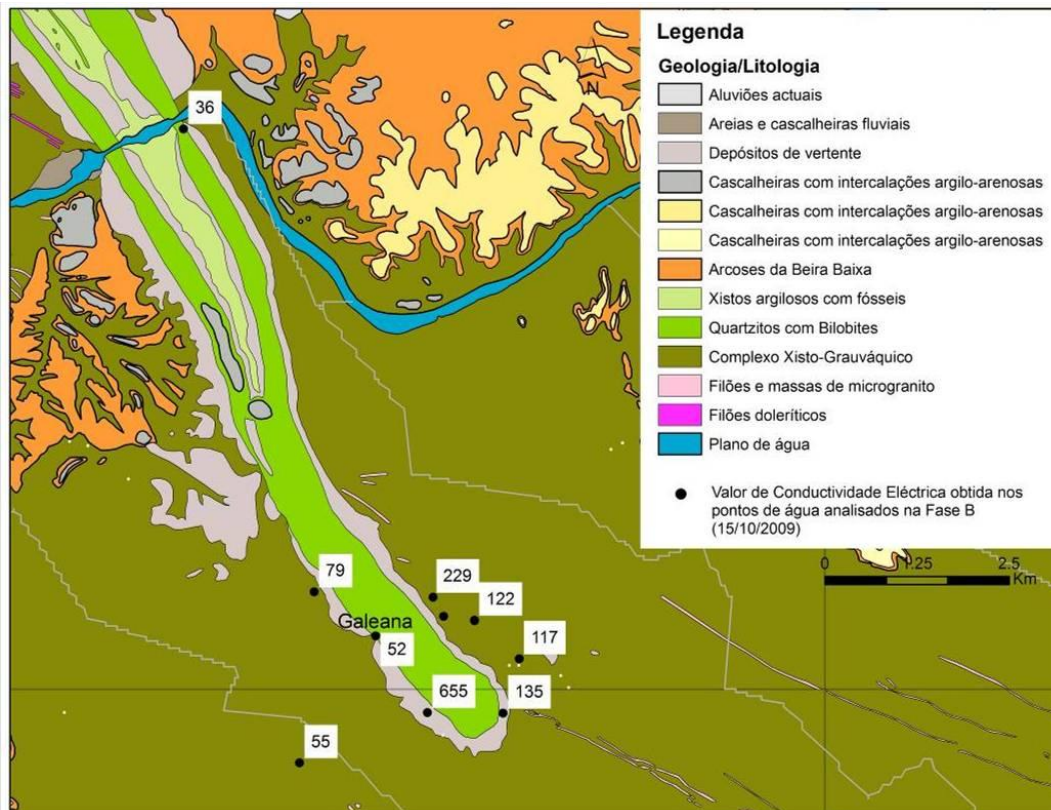 Legenda
Geologia/Litologia
N
Aluviões actuais
Areias e cascalheiras fluviais
Depósitos de vertente
Cascalheiras com intercalações argilo-arenosas
Cascalheiras com intercalações argilo-arenosas
Cascalheiras com intercalações argilo-arenosas
Arcoses da Beira Baixa
Xistos argilosos com fósseis
Quartzitos com Bilobites
Complexo Xisto-Grauváquico
Filões e massas de microgranito
Filões doleríticos
Plano de água
Valor de Conductividade Eléctrica obtida nos
pontos de água analisados na Fase B
(15/10/2009)
0 1.25 2.5
Km
36
79
229
122
Galeana
52
117
655
135
55